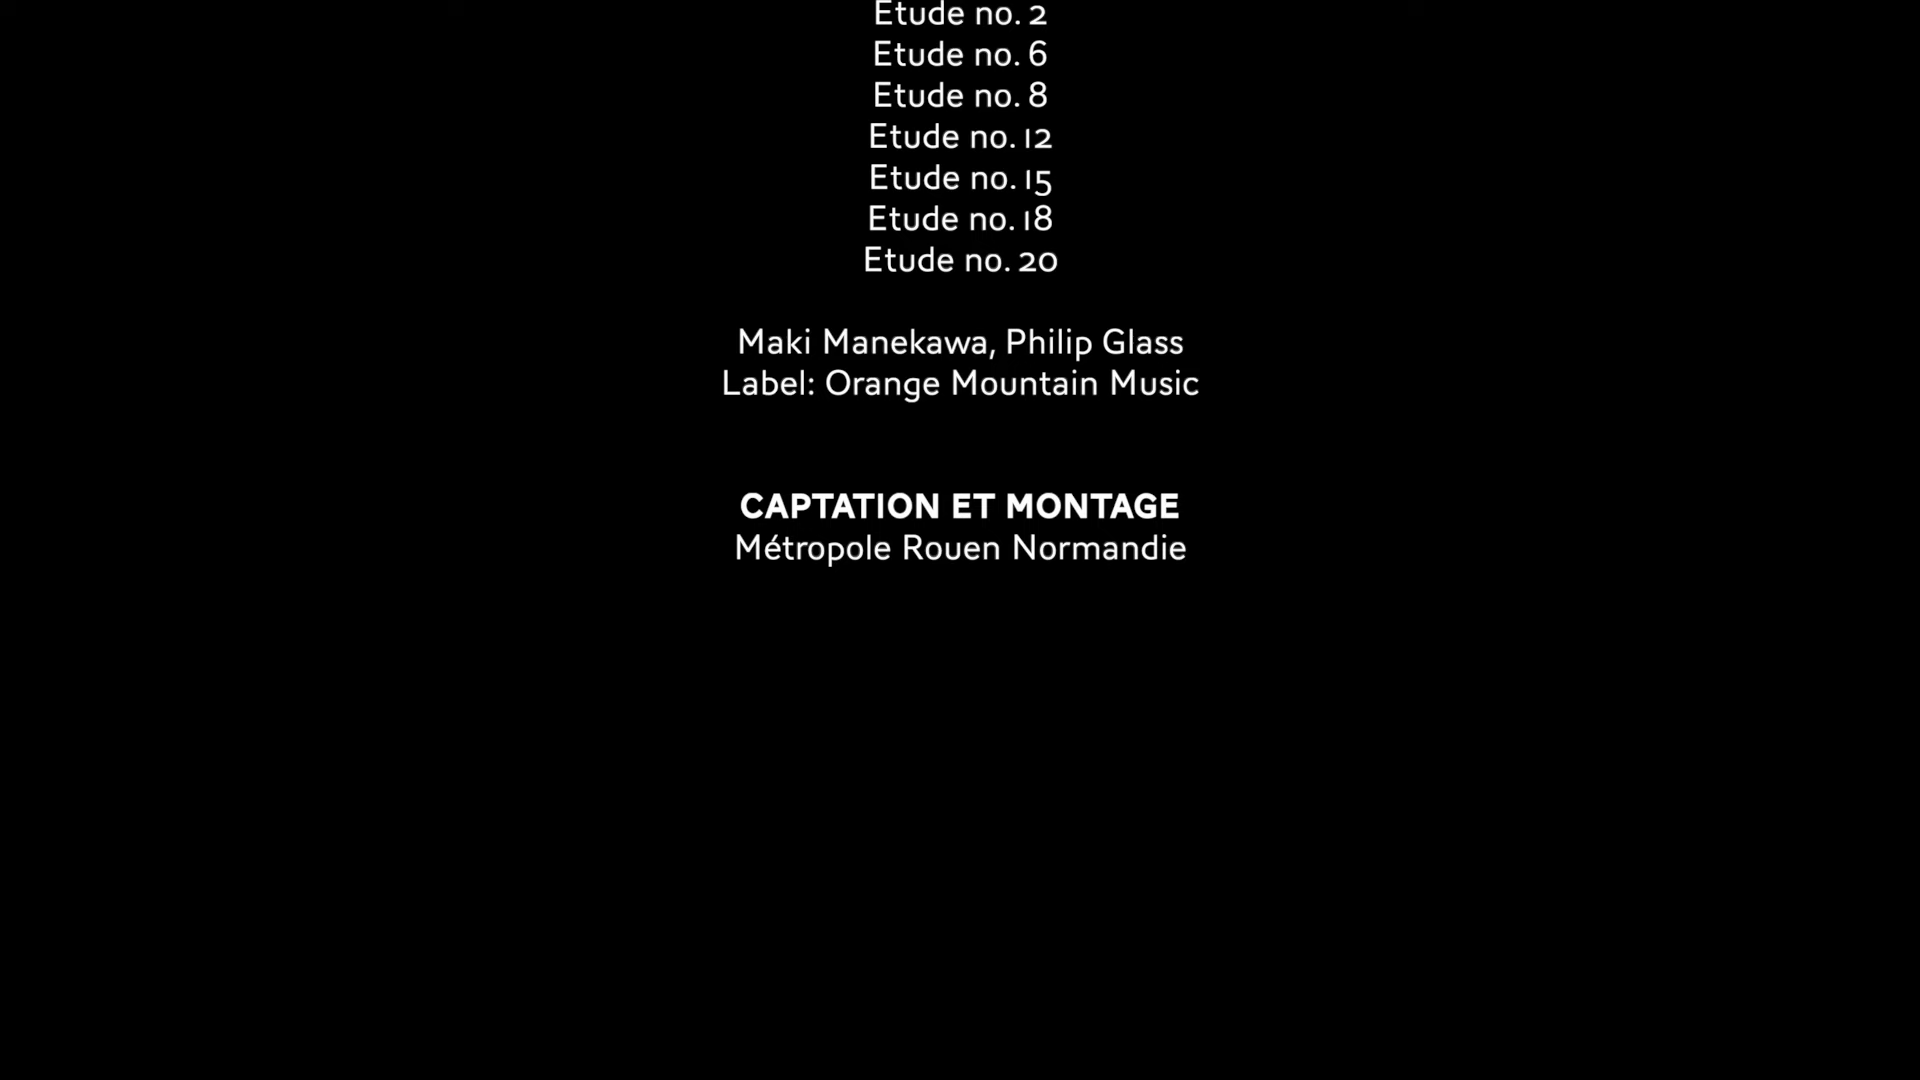 Etude no. 2
Etude no. 6
Etude no. 8
Etude no. 12
Etude no. 15
Etude no. 18
Etude no. 20
Maki Manekawa, Philip Glass
Label: Orange Mountain Music
CAPTATION ET MONTAGE
Métropole Rouen Normandie